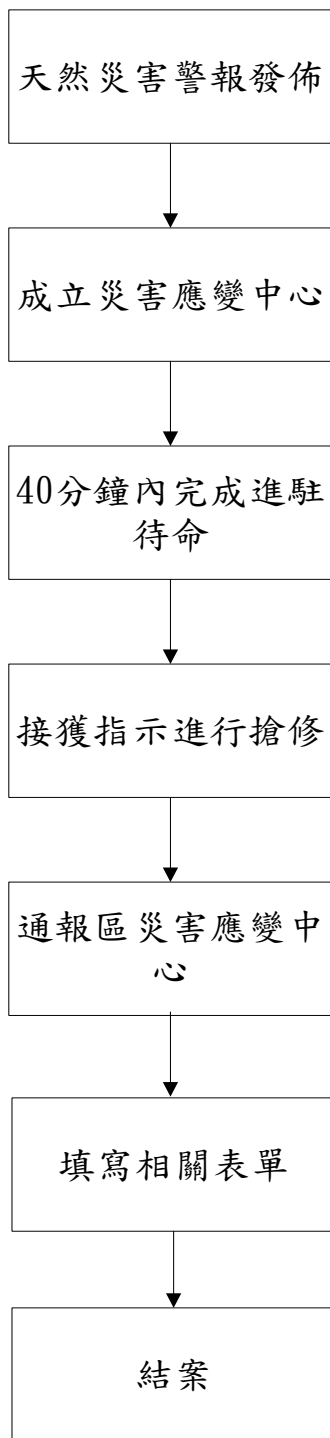 天然災害警報發佈
成立災害應變中心
40分鐘內完成進駐
待命
接獲指示進行搶修
通報區災害應變中
心
填寫相關表單
結案